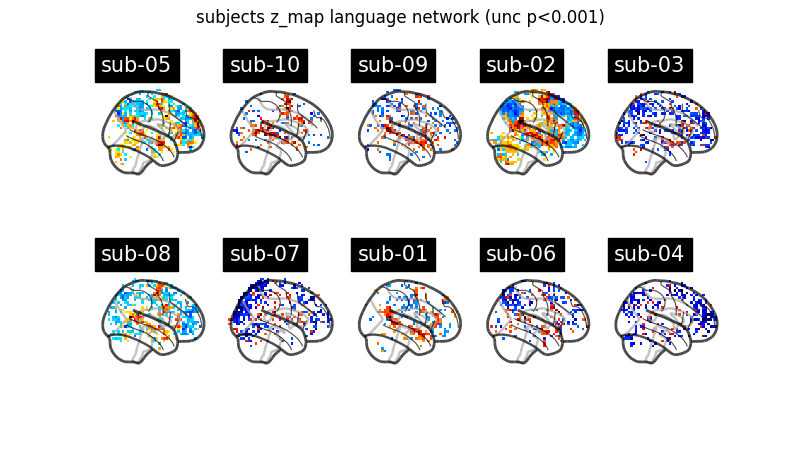 subjects z_map language network (unc p<0.001)
sub-05 sub-10 sub-09 sub-02 sub-03
sub-08 sub-07 sub-01 sub-06 sub-04